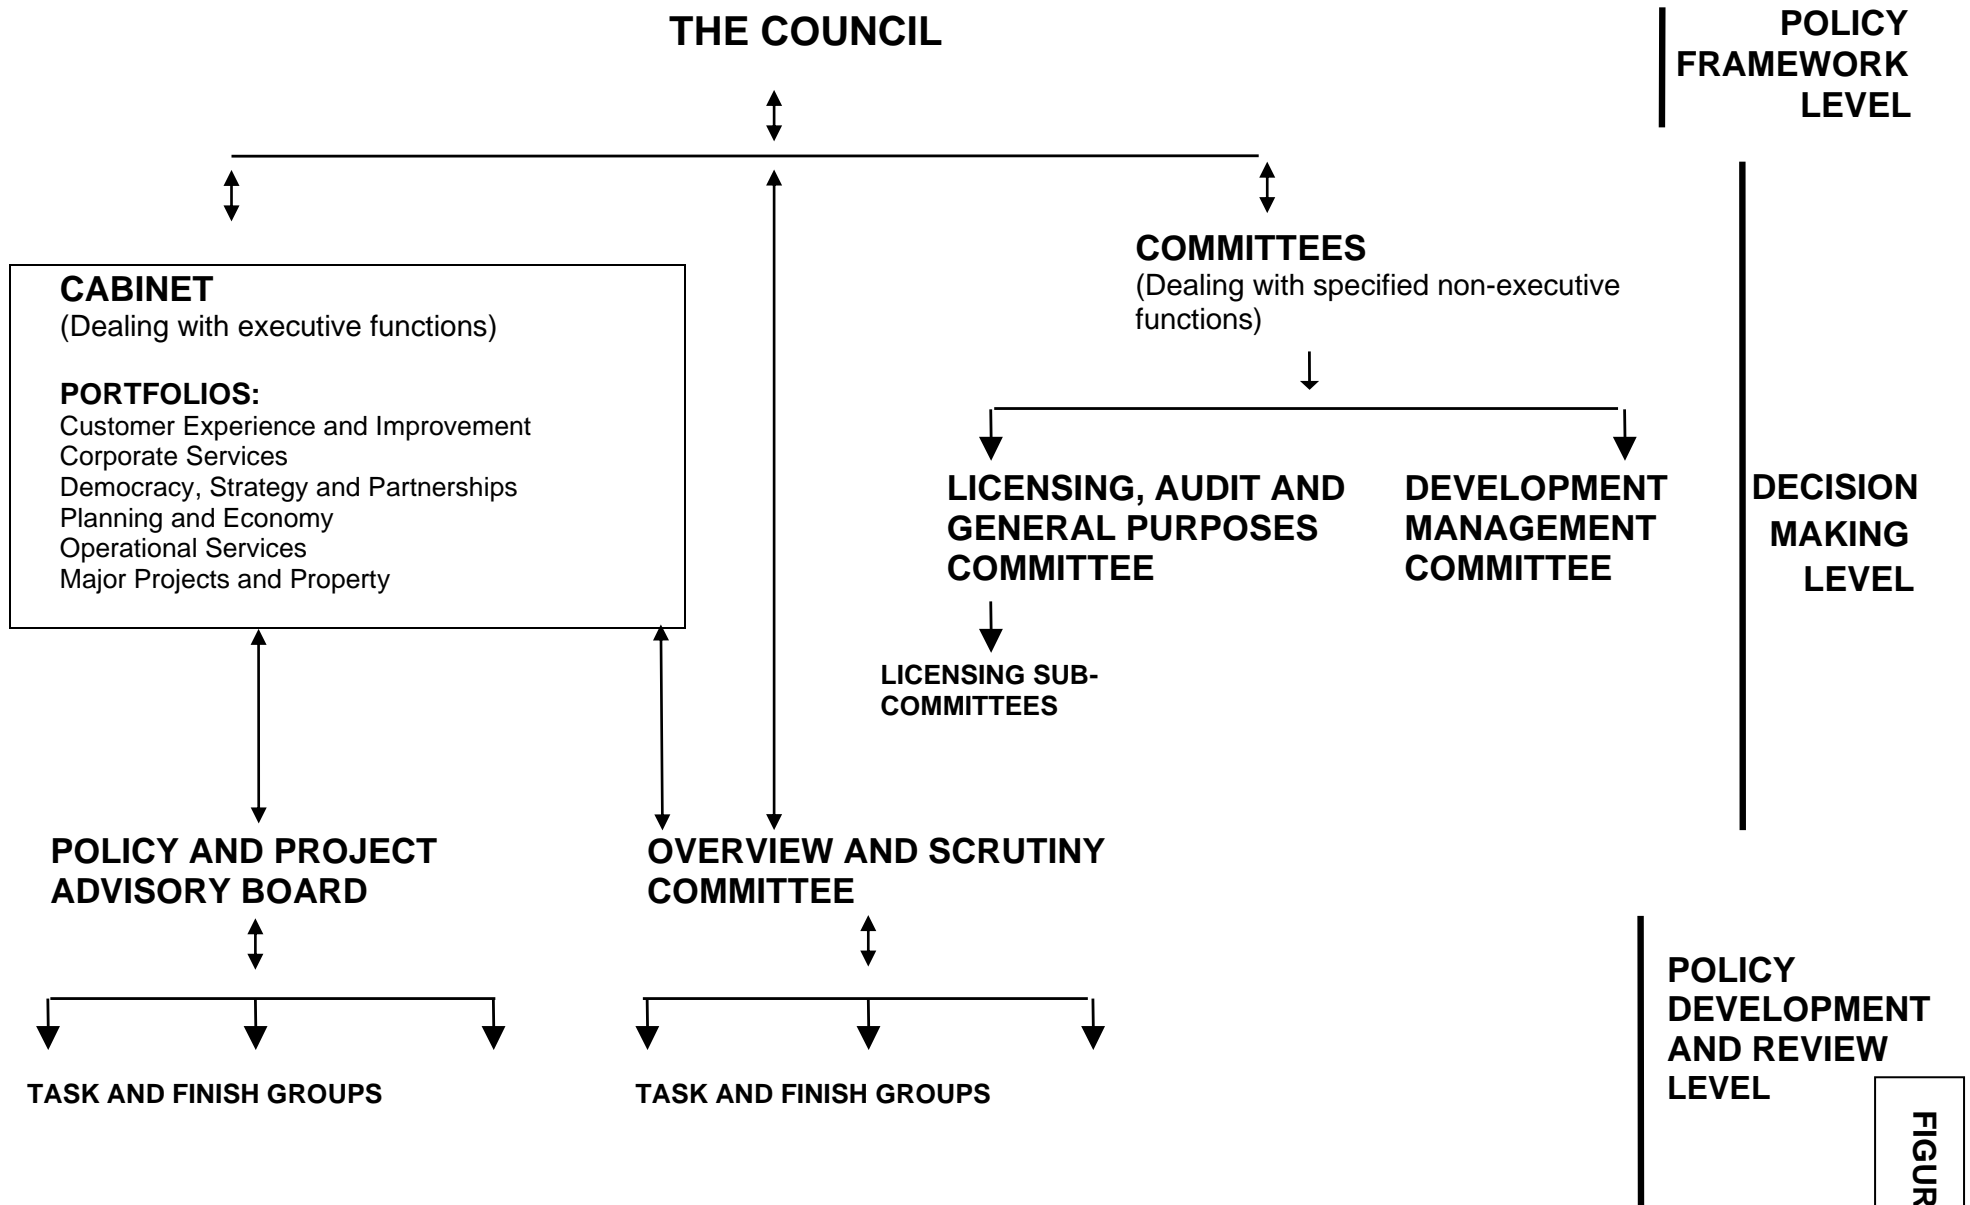 THE COUNCIL
POLICY
FRAMEWORK
LEVEL
CABINET
(Dealing with executive functions)
PORTFOLIOS:
Customer Experience and Improvement
Corporate Services
Democracy, Strategy and Partnerships
Planning and Economy
Operational Services
Major Projects and Property
COMMITTEES
(Dealing with specified non-executive
functions)
LICENSING, AUDIT AND
GENERAL PURPOSES
COMMITTEE
DEVELOPMENT
MANAGEMENT
COMMITTEE
LICENSING SUB-
COMMITTEES
DECISION
MAKING
LEVEL
POLICY AND PROJECT
ADVISORY BOARD
OVERVIEW AND SCRUTINY
COMMITTEE
TASK AND FINISH GROUPS
TASK AND FINISH GROUPS
POLICY
DEVELOPMENT
AND REVIEW
LEVEL